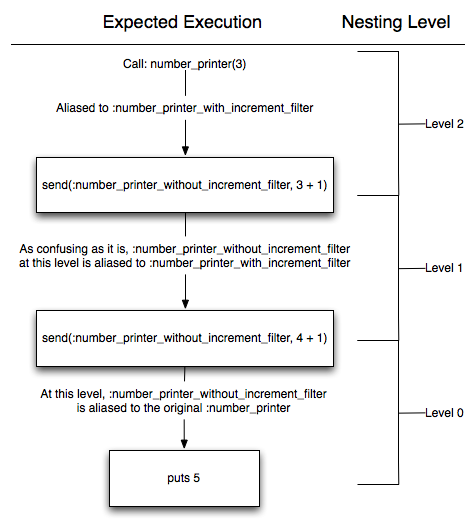 Expected Execution
Nesting Level
Call: number_printer(3)
Aliased to :number_printer_with_increment_filter
Level 2
send(:number_printer_without_increment_filter, 3 + 1)
As confusing as it is, :number_printer_without_increment_filter
at this level is aliased to :number_printer_with_increment_filter
Level 1
send(:number_printer_without_increment_filter, 4 + 1)
At this level, :number_printer_without_increment_filter
is aliased to the original :number_printer
Level 0
puts 5